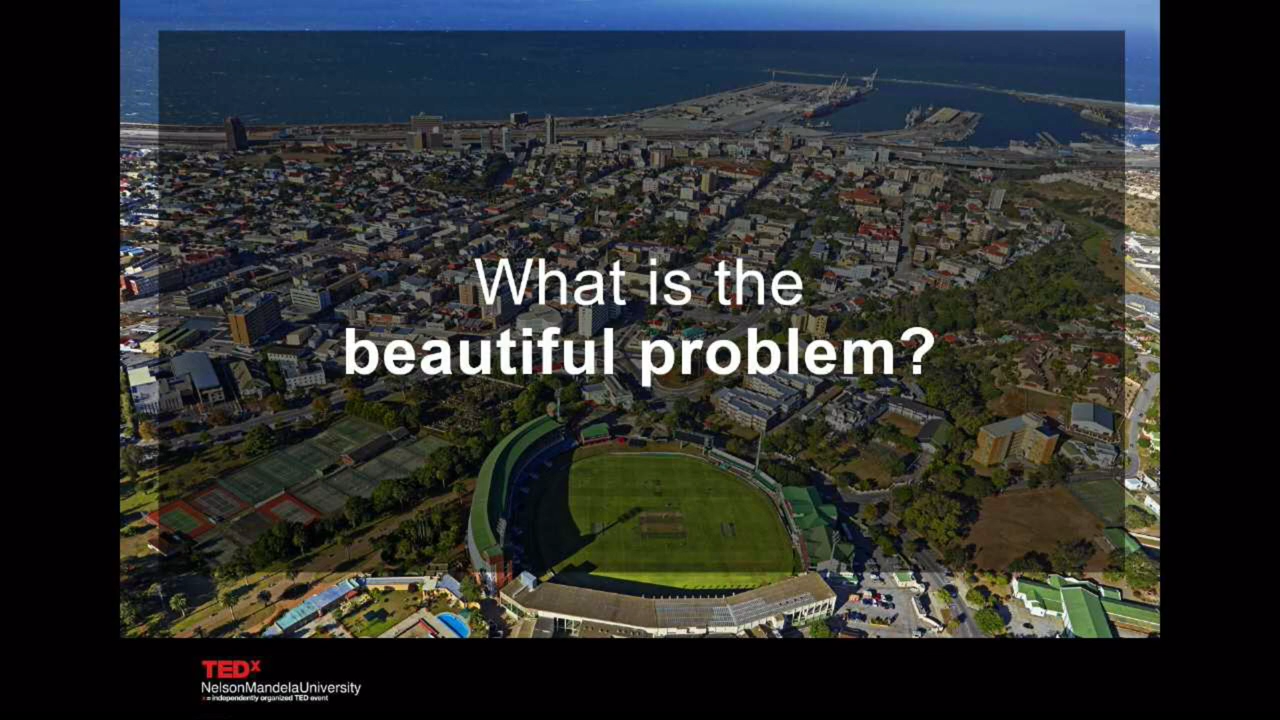 What is the
beautiful problem?
TEDx
NelsonMandelaUniversity
x = independently organized TED event